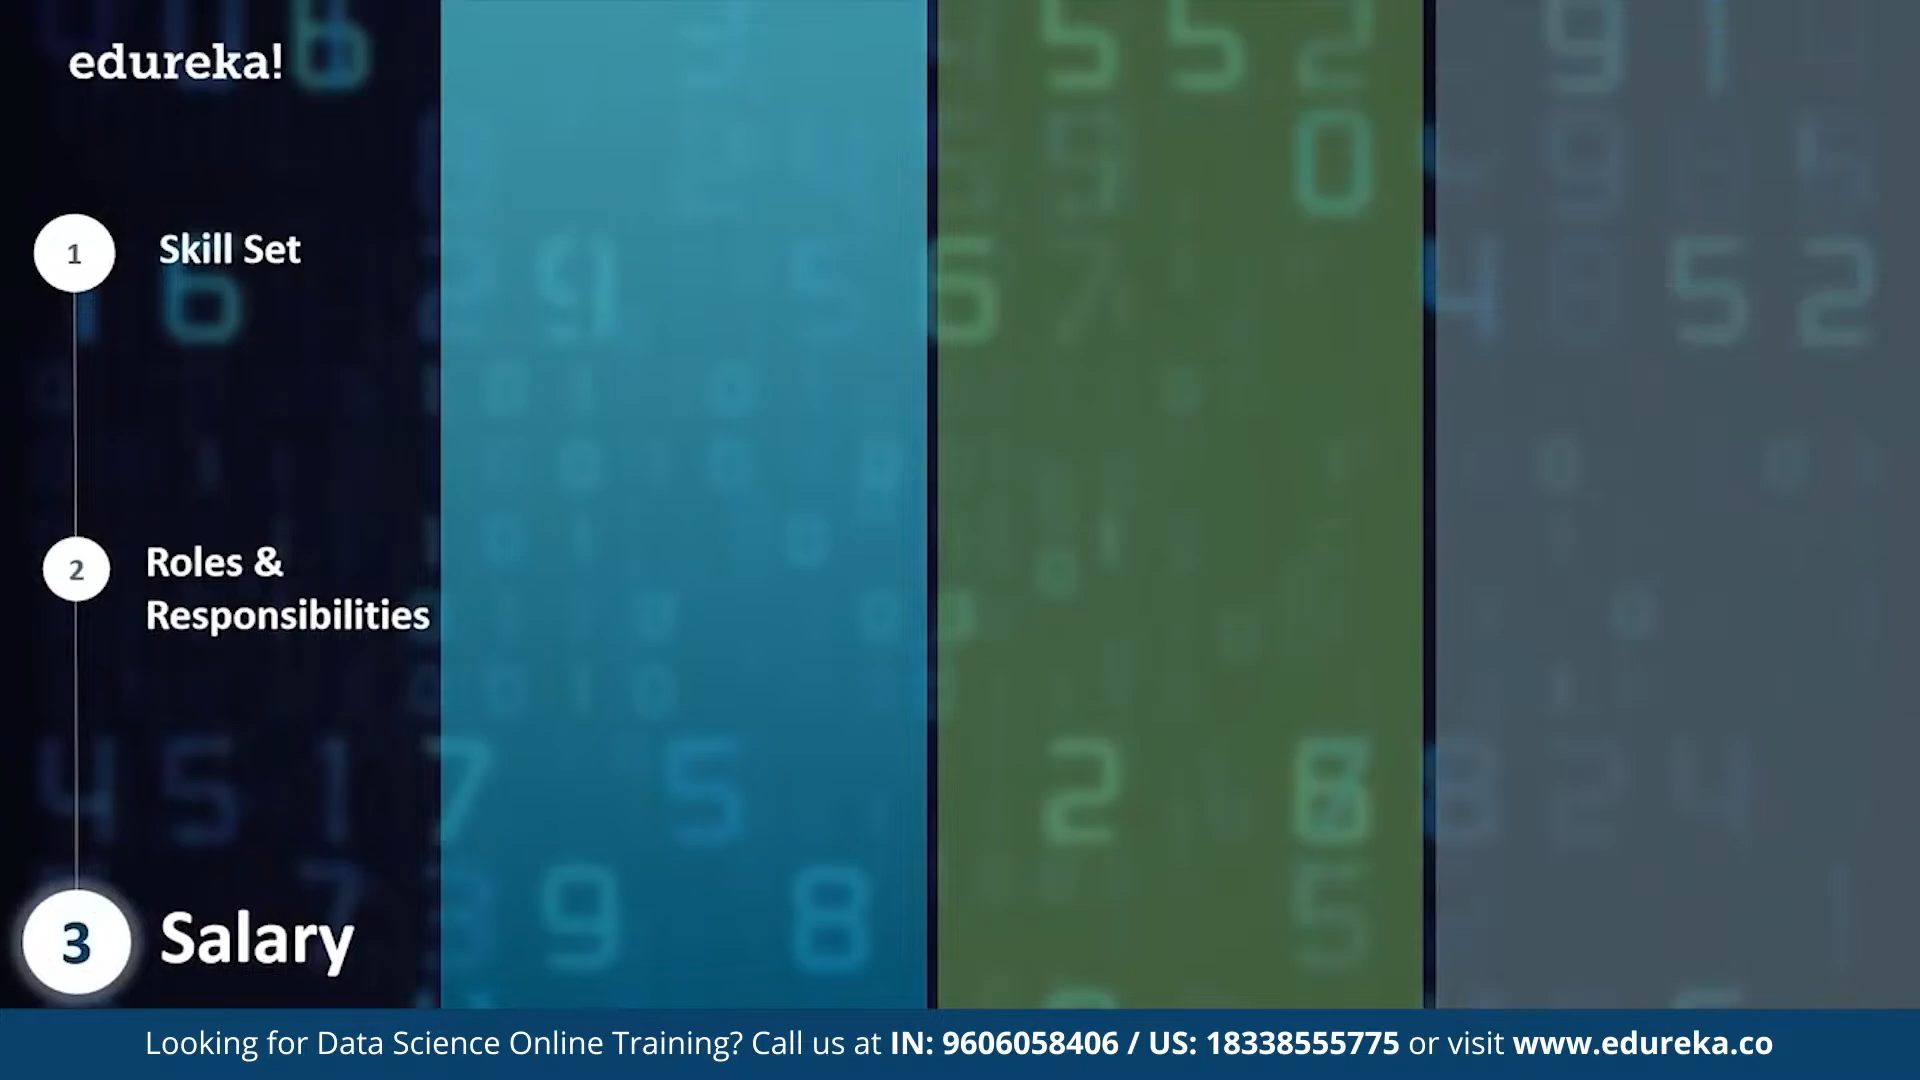 edureka!
1
Skill Set
2
Roles &
Responsibilities
3
Salary
Looking for Data Science Online Training? Call us at IN: 9606058406 / US: 18338555775 or visit www.edureka.co